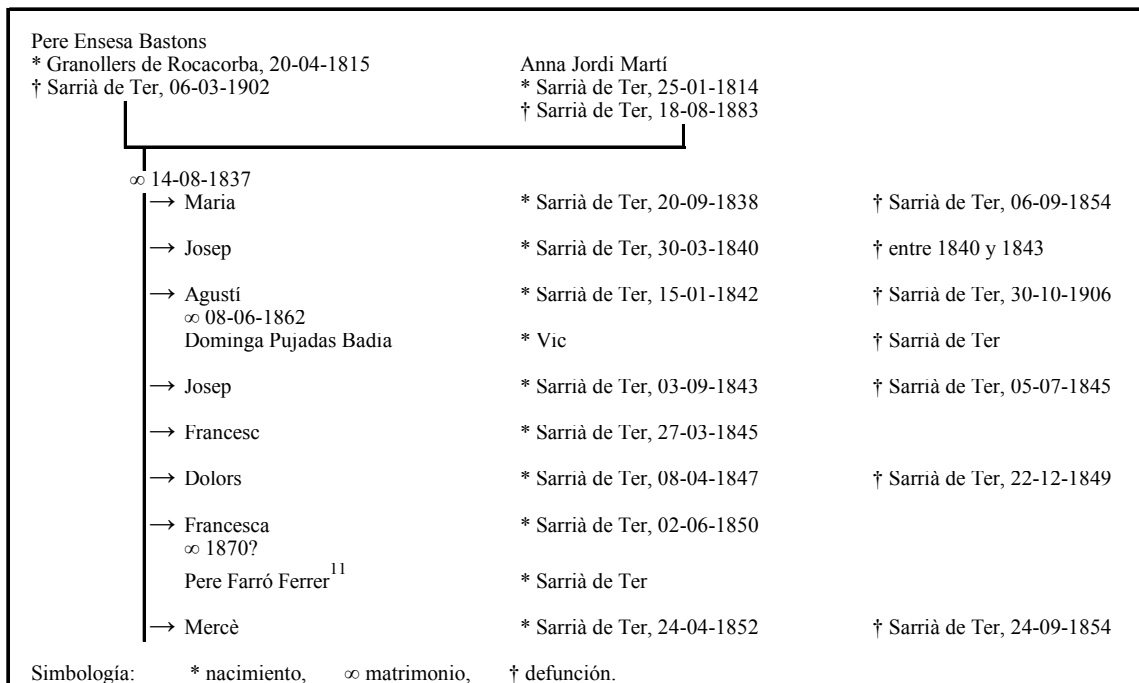 Pere Ensesa Bastons
* Granollers de Rocacorba, 20-04-1815 Anna Jordi Martí
† Sarrià de Ter, 06-03-1902 * Sarrià de Ter, 25-01-1814
† Sarrià de Ter, 18-08-1883
∞ 14-08-1837
→ Maria * Sarrià de Ter, 20-09-1838 † Sarrià de Ter, 06-09-1854
→ Josep * Sarrià de Ter, 30-03-1840 † entre 1840 y 1843
→ Agustí * Sarrià de Ter, 15-01-1842 † Sarrià de Ter, 30-10-1906
∞ 08-06-1862
Dominga Pujadas Badia * Vic † Sarrià de Ter
→ Josep * Sarrià de Ter, 03-09-1843 † Sarrià de Ter, 05-07-1845
→ Francesc * Sarrià de Ter, 27-03-1845
→ Dolors * Sarrià de Ter, 08-04-1847 † Sarrià de Ter, 22-12-1849
→ Francesca * Sarrià de Ter, 02-06-1850
∞ 1870?
Pere Farró Ferrer11 * Sarrià de Ter
→ Mercè * Sarrià de Ter, 24-04-1852 † Sarrià de Ter, 24-09-1854
Simbología: * nacimiento, ∞ matrimonio, † defunción.